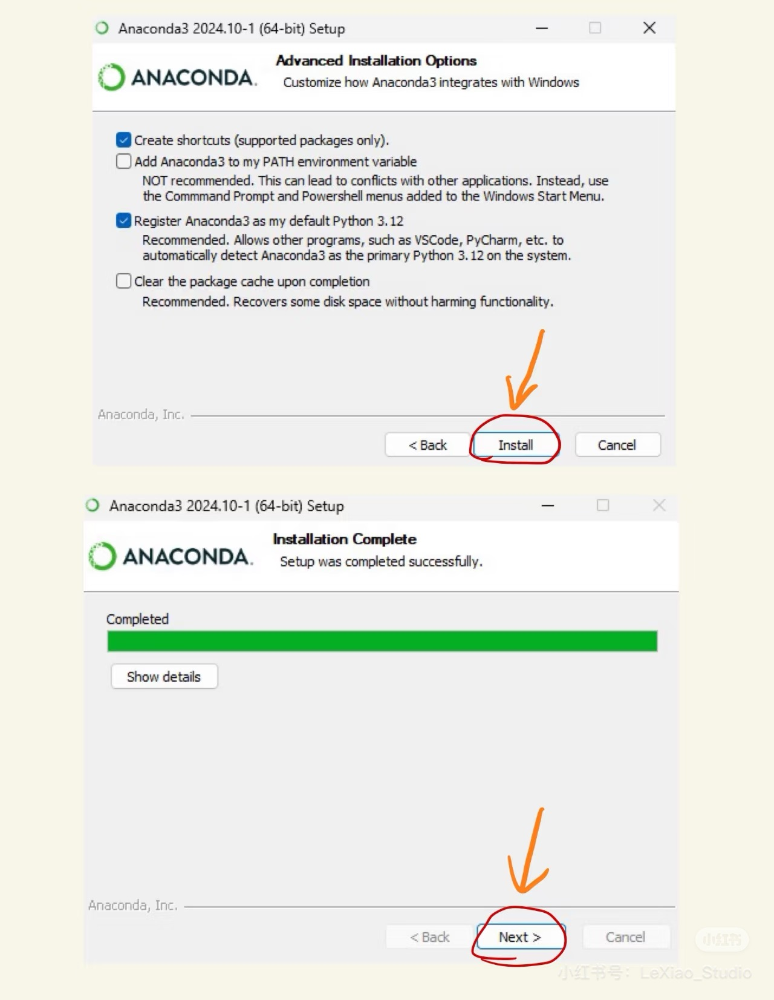 Anaconda3 2024.10-1 (64-bit) Setup
ANACONDA.
Advanced Installation Options
Customize how Anaconda3 integrates with Windows
Create shortcuts (supported packages only).
Add Anaconda3 to my PATH environment variable
NOT recommended. This can lead to conflicts with other applications. Instead, use
the Commmand Prompt and Powershell menus added to the Windows Start Menu.
Register Anaconda3 as my default Python 3.12
Recommended. Allows other programs, such as VSCode, PyCharm, etc. to
automatically detect Anaconda3 as the primary Python 3.12 on the system.
Clear the package cache upon completion
Recommended. Recovers some disk space without harming functionality.
Anaconda, Inc.
< Back
Install
Cancel
Anaconda3 2024.10-1 (64-bit) Setup
ANACONDA.
Installation Complete
Setup was completed successfully.
Completed
Show details
Anaconda, Inc.
< Back
Next >
Cancel
小红书
小红书号: LeXiao_Studio